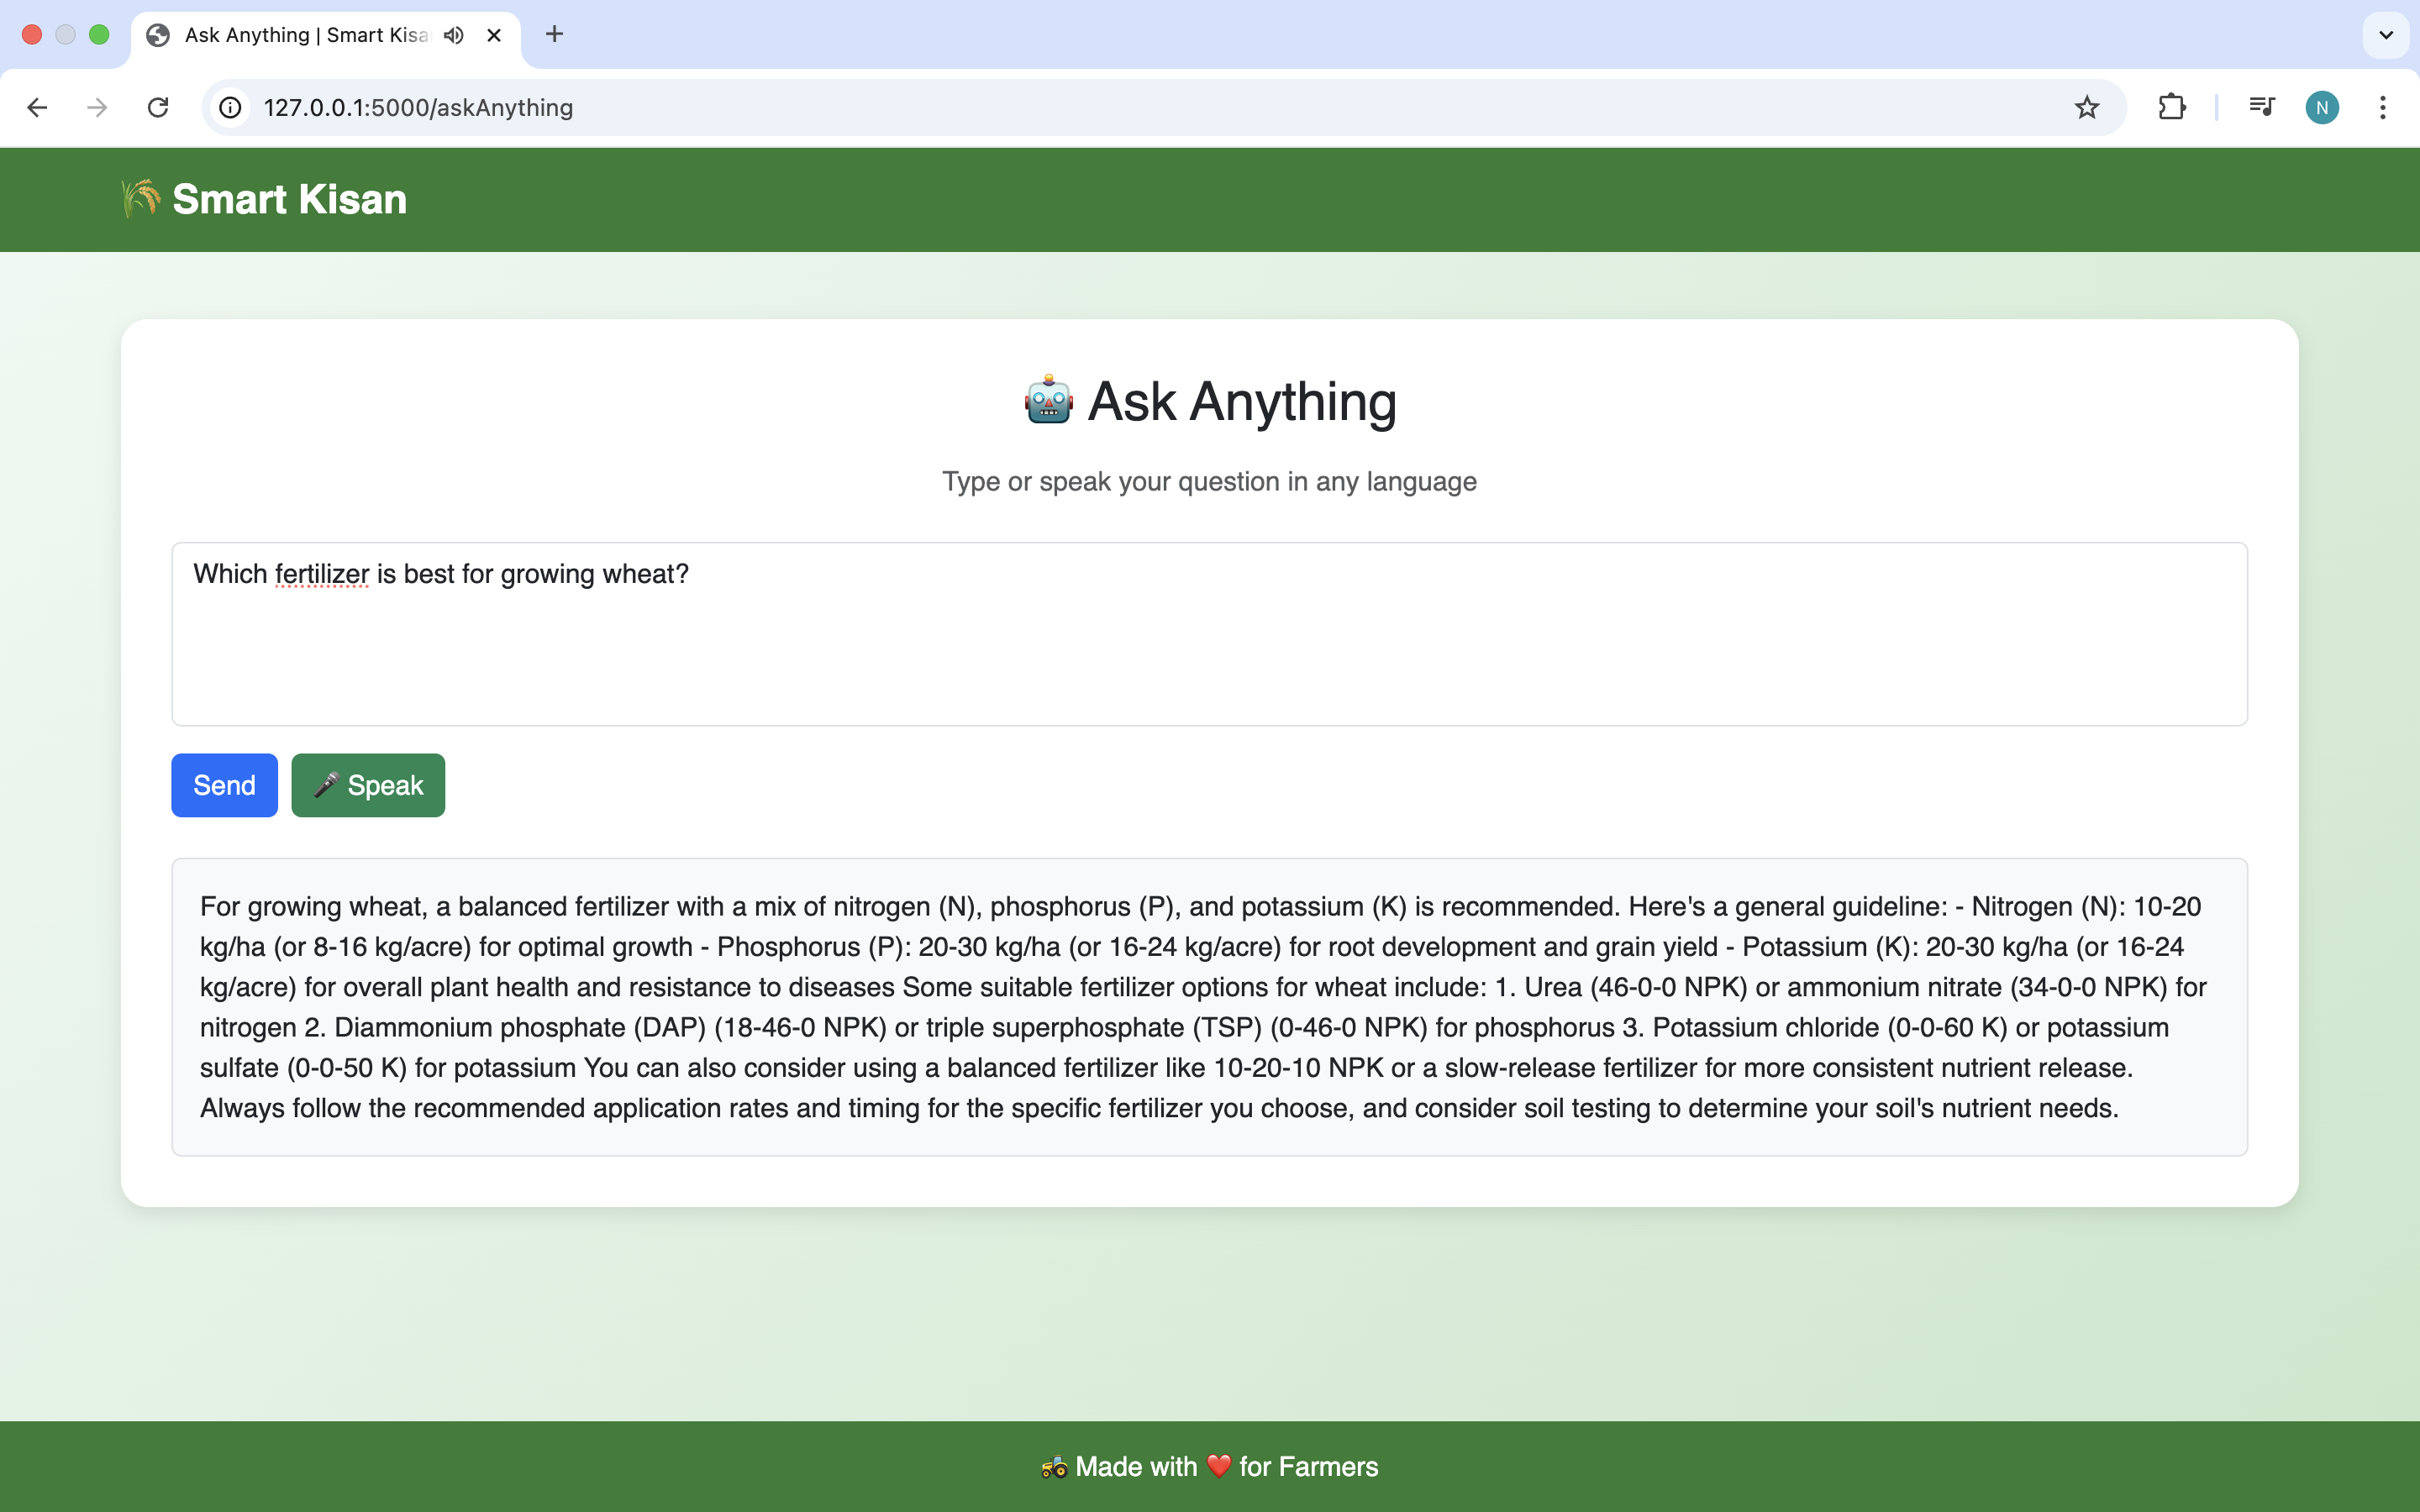 Ask Anything | Smart Kisa
127.0.0.1:5000/askAnything
N
Smart Kisan
Ask Anything
Type or speak your question in any language
Which fertilizer is best for growing wheat?
Send
Speak
For growing wheat, a balanced fertilizer with a mix of nitrogen (N), phosphorus (P), and potassium (K) is recommended. Here's a general guideline: - Nitrogen (N): 10-20
kg/ha (or 8-16 kg/acre) for optimal growth - Phosphorus (P): 20-30 kg/ha (or 16-24 kg/acre) for root development and grain yield - Potassium (K): 20-30 kg/ha (or 16-24
kg/acre) for overall plant health and resistance to diseases Some suitable fertilizer options for wheat include: 1. Urea (46-0-0 NPK) or ammonium nitrate (34-0-0 NPK) for
nitrogen 2. Diammonium phosphate (DAP) (18-46-0 NPK) or triple superphosphate (TSP) (0-46-0 NPK) for phosphorus 3. Potassium chloride (0-0-60 K) or potassium
sulfate (0-0-50 K) for potassium You can also consider using a balanced fertilizer like 10-20-10 NPK or a slow-release fertilizer for more consistent nutrient release.
Always follow the recommended application rates and timing for the specific fertilizer you choose, and consider soil testing to determine your soil's nutrient needs.
Made with ❤️ for Farmers